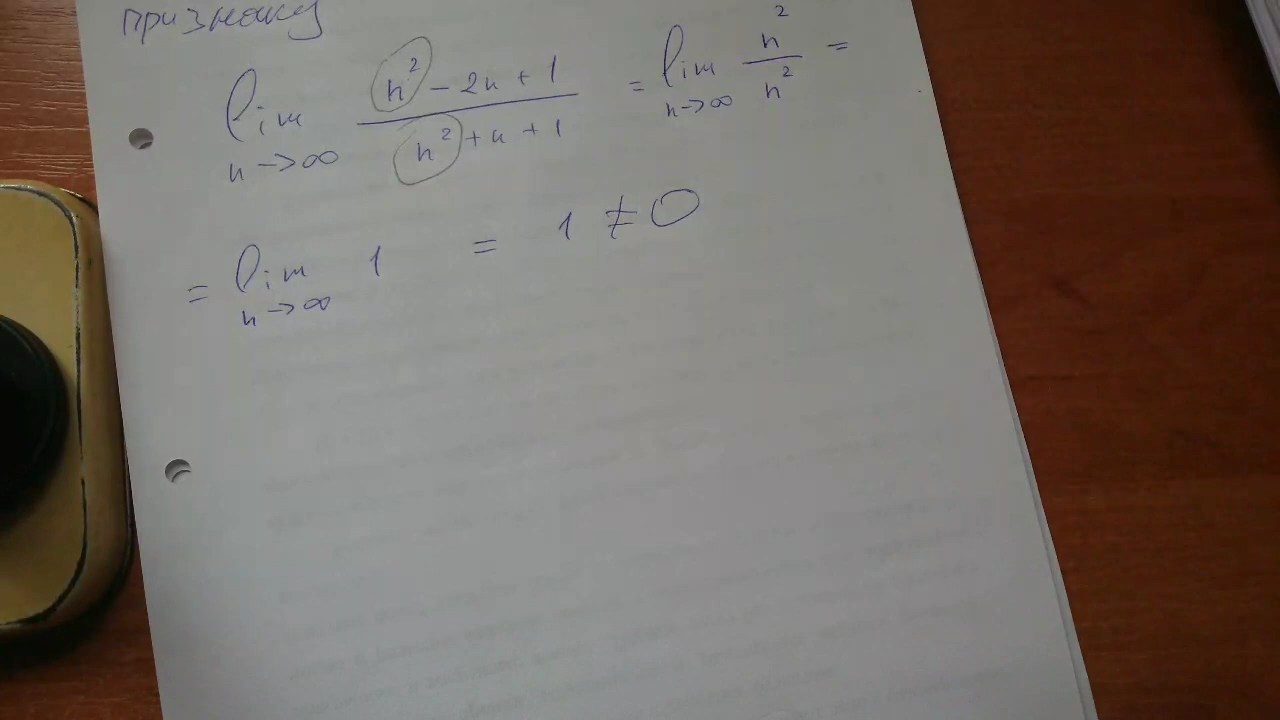 признаку
lim n→∞ (n² - 2n + 1) / (n² + n + 1) = lim n→∞ n² / n² =
= lim n→∞ 1 = 1 ≠ 0